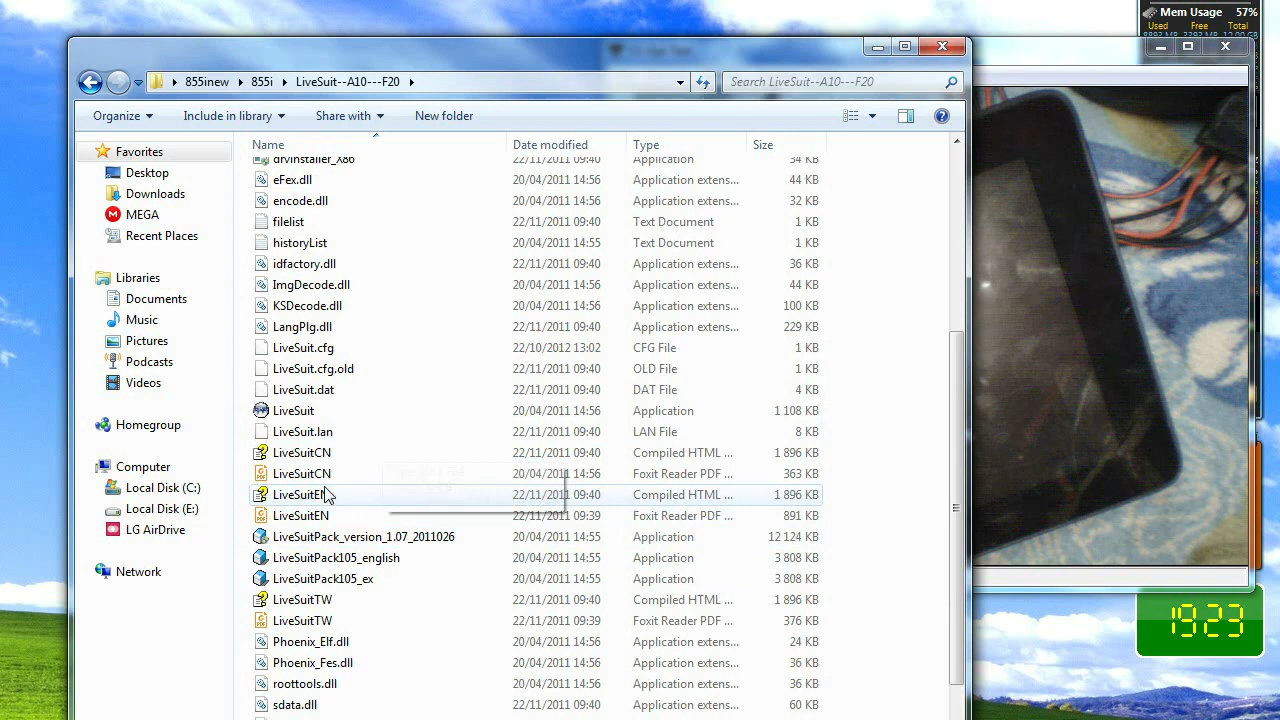 Mem Usage 57%
Used Free Total
855inew 855i LiveSuit--A10---F20 Search LiveSuit--A10---F20
Organize Include in library Share with New folder
Name Date modified Type Size
Favorites
Desktop
Downloads
MEGA
Recent Places
Libraries
Documents
Music
Pictures
Podcasts
Videos
Homegroup
Computer
Local Disk (C:)
Local Disk (E:)
LG AirDrive
Network
drvInstaller_X86 22/11/2011 09:40 Application 34 KB
eFex.dll 20/04/2011 14:56 Application extens... 44 KB
encode.dll 20/04/2011 14:56 Application extens... 32 KB
filelist 22/11/2011 09:40 Text Document 1 KB
historyList 20/04/2011 14:55 Text Document 1 KB
idfactory.dll 22/11/2011 09:40 Application extens... 36 KB
ImgDecode.dll 20/04/2011 14:56 Application extens... 44 KB
KSDecode.dll 20/04/2011 14:56 Application extens... 100 KB
LangPlg.dll 22/11/2011 09:40 Application extens... 229 KB
LiveSuit.cfg 22/10/2012 13:02 CFG File 1 KB
LiveSuit.cfg.old 22/11/2011 09:40 OLD File 1 KB
LiveSuit.dat 22/11/2011 09:40 DAT File 4 KB
LiveSuit 20/04/2011 14:56 Application 1 108 KB
LiveSuit.lan 22/11/2011 09:40 LAN File 8 KB
LiveSuitCN 22/11/2011 09:40 Compiled HTML ... 1 896 KB
LiveSuitCN 20/04/2011 14:56 Foxit Reader PDF ... 363 KB
LiveSuitEN 22/11/2011 09:40 Compiled HTML ... 1 896 KB
LiveSuitEN 22/11/2011 09:39 Foxit Reader PDF ... 891 KB
LiveSuitPack_version_1.07_2011026 20/04/2011 14:55 Application 12 124 KB
LiveSuitPack105_english 20/04/2011 14:55 Application 3 808 KB
LiveSuitPack105_ex 20/04/2011 14:55 Application 3 808 KB
LiveSuitTW 22/11/2011 09:40 Compiled HTML ... 1 896 KB
LiveSuitTW 22/11/2011 09:39 Foxit Reader PDF ... 376 KB
Phoenix_Elf.dll 20/04/2011 14:56 Application extens... 24 KB
Phoenix_Fes.dll 20/04/2011 14:56 Application extens... 36 KB
roottools.dll 20/04/2011 14:56 Application extens... 36 KB
sdata.dll 22/11/2011 09:40 Application extens... 60 KB
1923